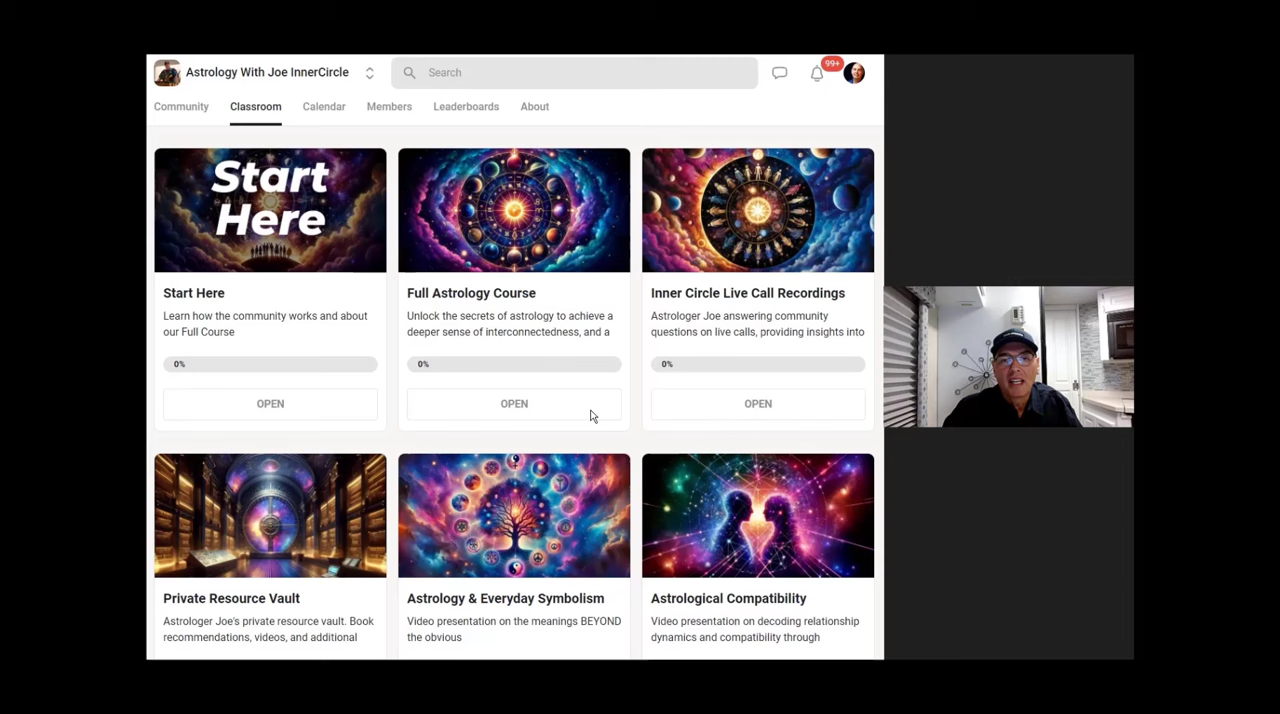 Astrology With Joe InnerCircle
Search
99+
Community Classroom Calendar Members Leaderboards About
Start
Here
Start Here
Learn how the community works and about
our Full Course
0%
OPEN
Full Astrology Course
Unlock the secrets of astrology to achieve a
deeper sense of interconnectedness, and a
0%
OPEN
Inner Circle Live Call Recordings
Astrologer Joe answering community
questions on live calls, providing insights into
0%
OPEN
Private Resource Vault
Astrologer Joe's private resource vault. Book
recommendations, videos, and additional
Astrology & Everyday Symbolism
Video presentation on the meanings BEYOND
the obvious
Astrological Compatibility
Video presentation on decoding relationship
dynamics and compatibility through